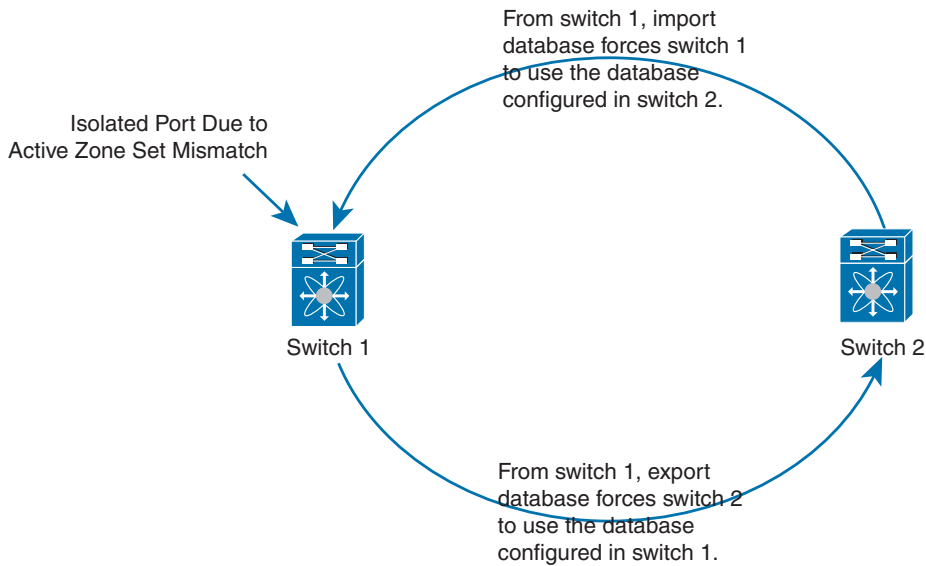 From switch 1, import
database forces switch 1
to use the database
configured in switch 2.
Isolated Port Due to
Active Zone Set Mismatch
Switch 1
Switch 2
From switch 1, export
database forces switch 2
to use the database
configured in switch 1.